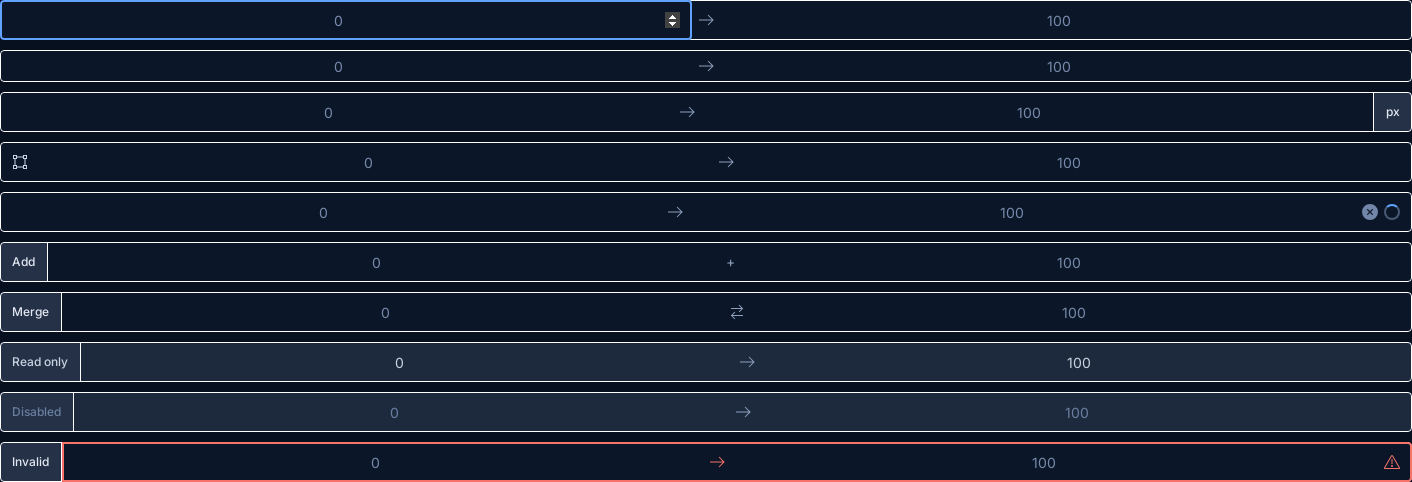 0 → 100
0 → 100
0 → 100 px
0 → 100
0 → 100
Add 0 + 100
Merge 0 ⇄ 100
Read only 0 → 100
Disabled 0 → 100
Invalid 0 → 100